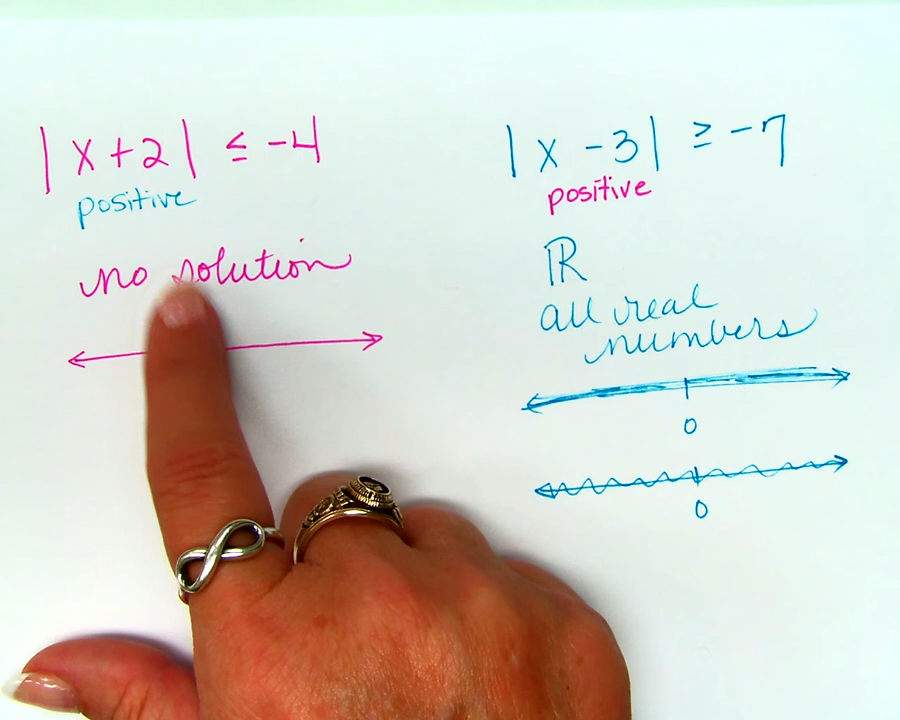 |x+2| ≤ -4
positive
no solution
|x-3| ≥ -7
positive
ℝ
all real
numbers
0
0